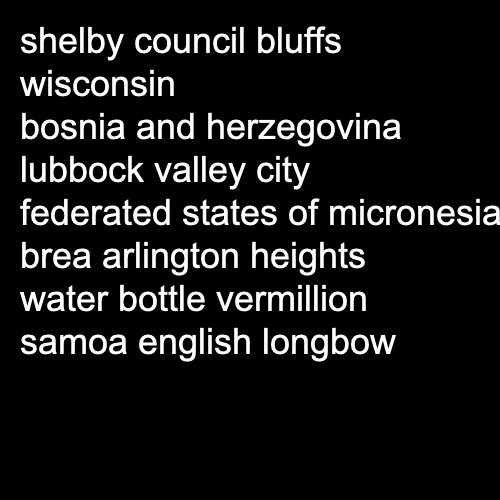 shelby council bluffs
wisconsin
bosnia and herzegovina
lubbock valley city
federated states of micronesia
brea arlington heights
water bottle vermillion
samoa english longbow